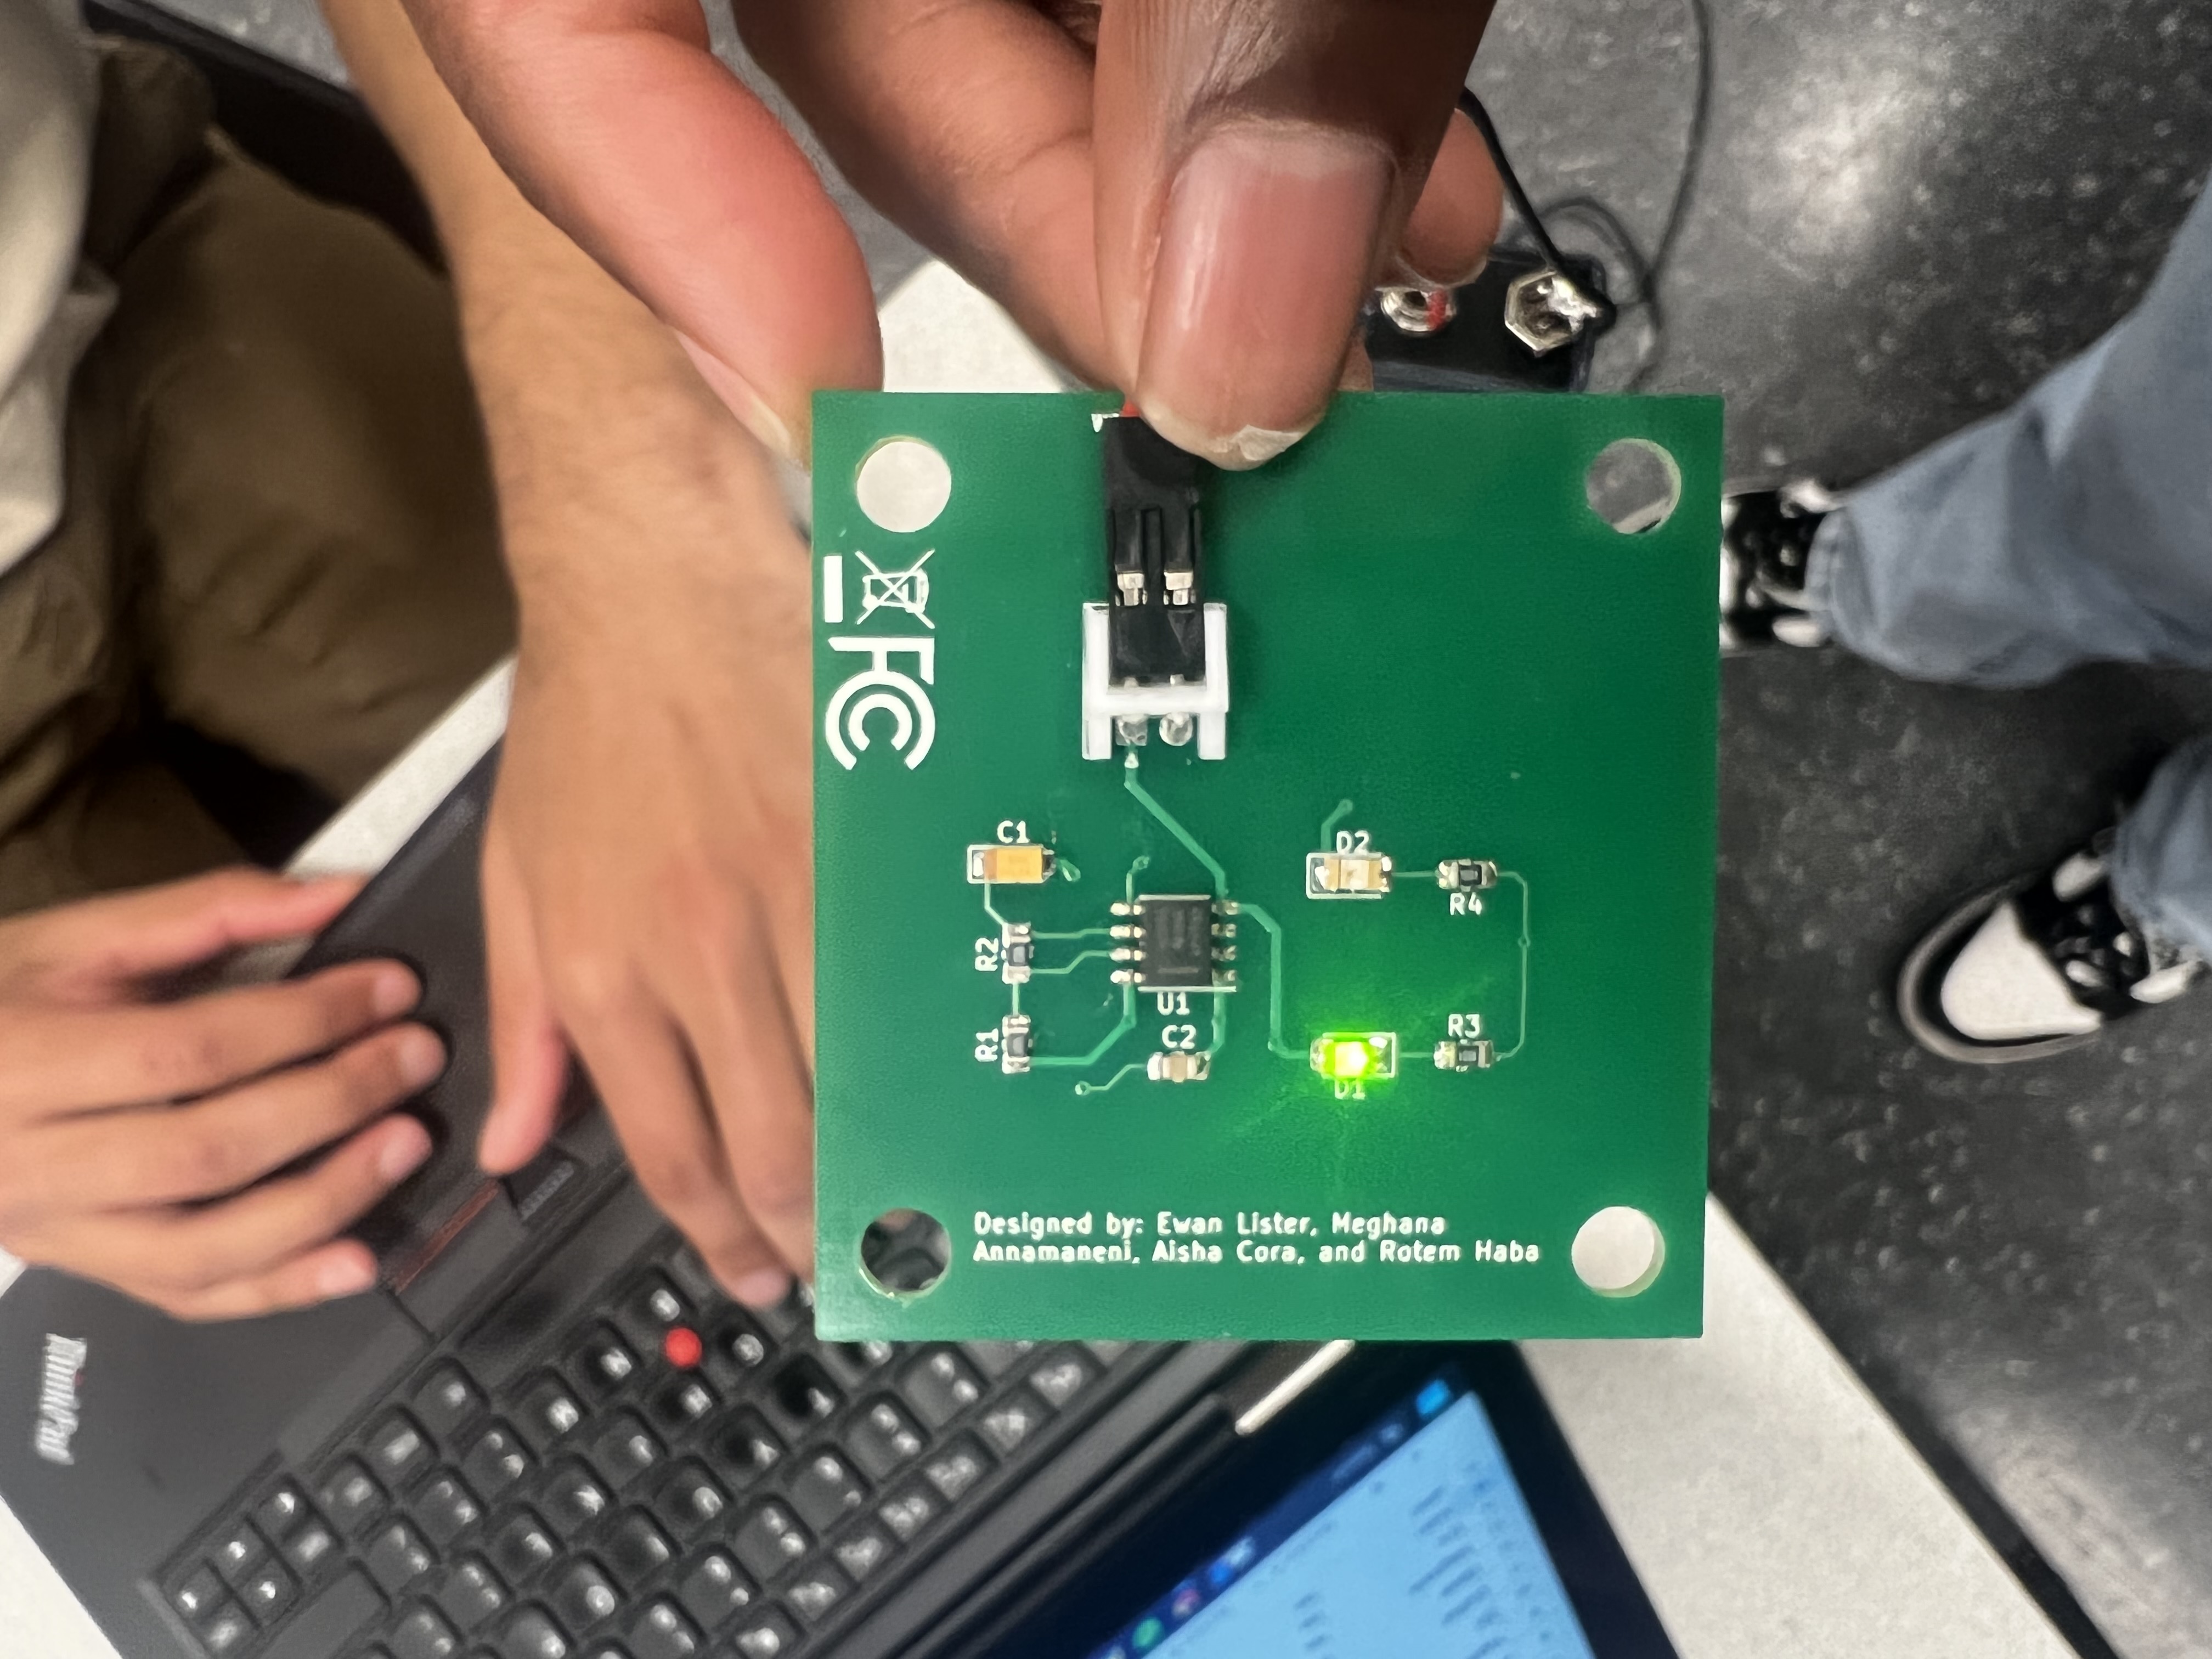 ThinkPad
FC
R1
R2
C1
C2
U1
D1
D2
R3
R4
Designed by: Ewan Lister, Meghana
Annamaneni, Aisha Cora, and Rotem Haba